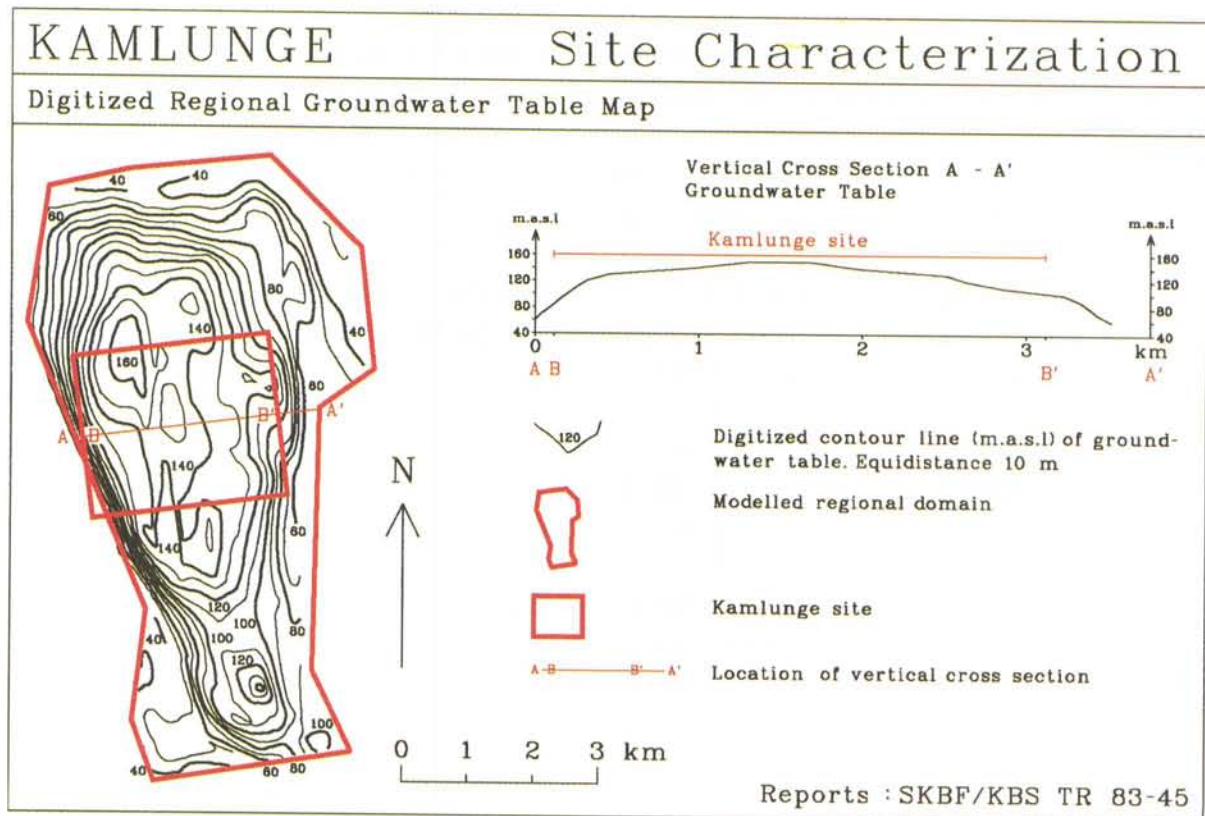 KAMLUNGE Site Characterization
Digitized Regional Groundwater Table Map
40
40
60
80
140
40
160
60
A B B' A'
140
140
60
120
100
100
80
40
120
100
40
60 80
N
0 1 2 3 km
Vertical Cross Section A - A'
Groundwater Table
m.a.s.l
m.a.s.l
Kamlunge site
160
120
80
40
160
120
80
40
0 1 2 3 km
A B B' A'
120
Digitized contour line (m.a.s.l) of ground-
water table. Equidistance 10 m
Modelled regional domain
Kamlunge site
A B B' A'
Location of vertical cross section
Reports : SKBF/KBS TR 83-45